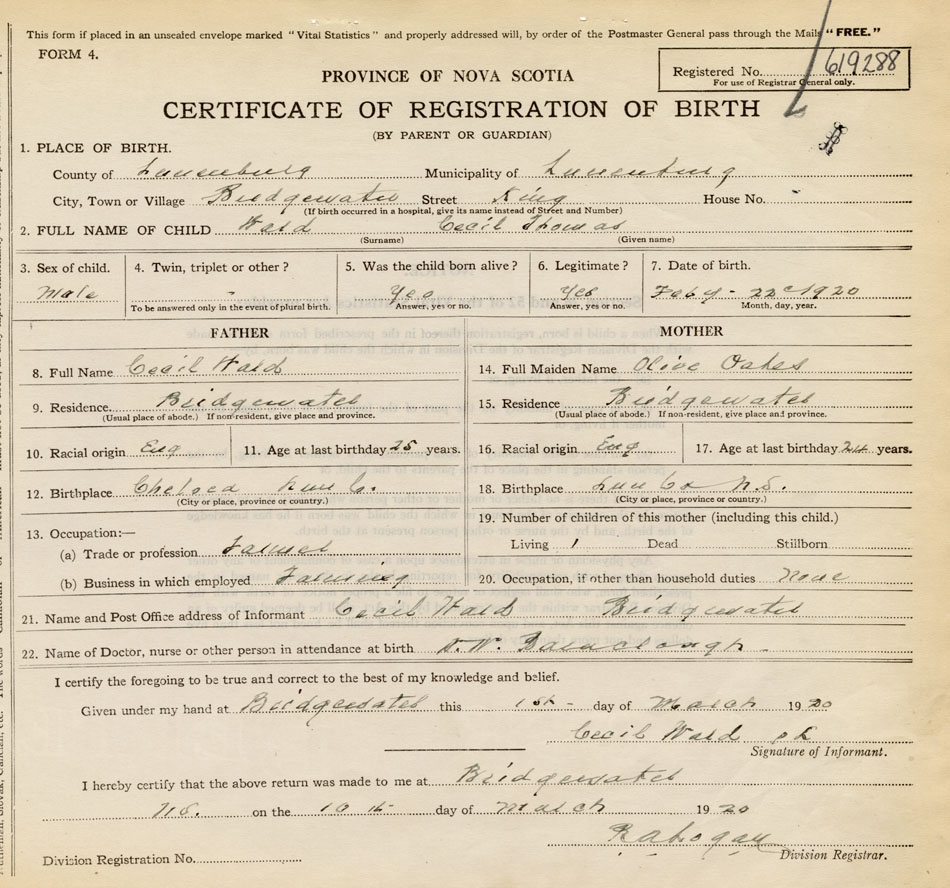 This form if placed in an unsealed envelope marked "Vital Statistics" and properly addressed will, by order of the Postmaster General pass through the Mails "FREE."
FORM 4.
Registered No. 619288
For use of Registrar General only.
PROVINCE OF NOVA SCOTIA
CERTIFICATE OF REGISTRATION OF BIRTH
(BY PARENT OR GUARDIAN)
1. PLACE OF BIRTH.
County of Lunenburg Municipality of Lunenburg
City, Town or Village Bridgewater Street King House No.
(If birth occurred in a hospital, give its name instead of Street and Number)
2. FULL NAME OF CHILD Ward Cecil Thomas
(Surname) (Given name)
3. Sex of child. 4. Twin, triplet or other? 5. Was the child born alive? 6. Legitimate? 7. Date of birth.
Male Yes Yes Feby - 22 1920
To be answered only in the event of plural birth. Answer, yes or no. Answer, yes or no. Month, day, year.
FATHER MOTHER
8. Full Name Cecil Ward 14. Full Maiden Name Olive Oakes
9. Residence Bridgewater 15. Residence Bridgewater
(Usual place of abode.) If non-resident, give place and province. (Usual place of abode.) If non-resident, give place and province.
10. Racial origin Eng 11. Age at last birthday 25 years. 16. Racial origin Eng 17. Age at last birthday 24 years.
12. Birthplace Chelsea Lun Co. 18. Birthplace Lun Co N.S.
(City or place, province or country.) (City or place, province or country.)
13. Occupation:— 19. Number of children of this mother (including this child.)
(a) Trade or profession Farmer Living 1 Dead Stillborn
(b) Business in which employed Farming 20. Occupation, if other than household duties None
21. Name and Post Office address of Informant Cecil Ward Bridgewater
22. Name of Doctor, nurse or other person in attendance at birth
I certify the foregoing to be true and correct to the best of my knowledge and belief.
Given under my hand at Bridgewater this 1st day of March 1920
Cecil Ward
Signature of Informant.
I hereby certify that the above return was made to me at Bridgewater
N.S. on the 10th day of March 1920
Division Registration No. Division Registrar.